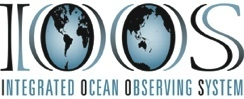 IOOS
INTEGRATED OCEAN OBSERVING SYSTEM